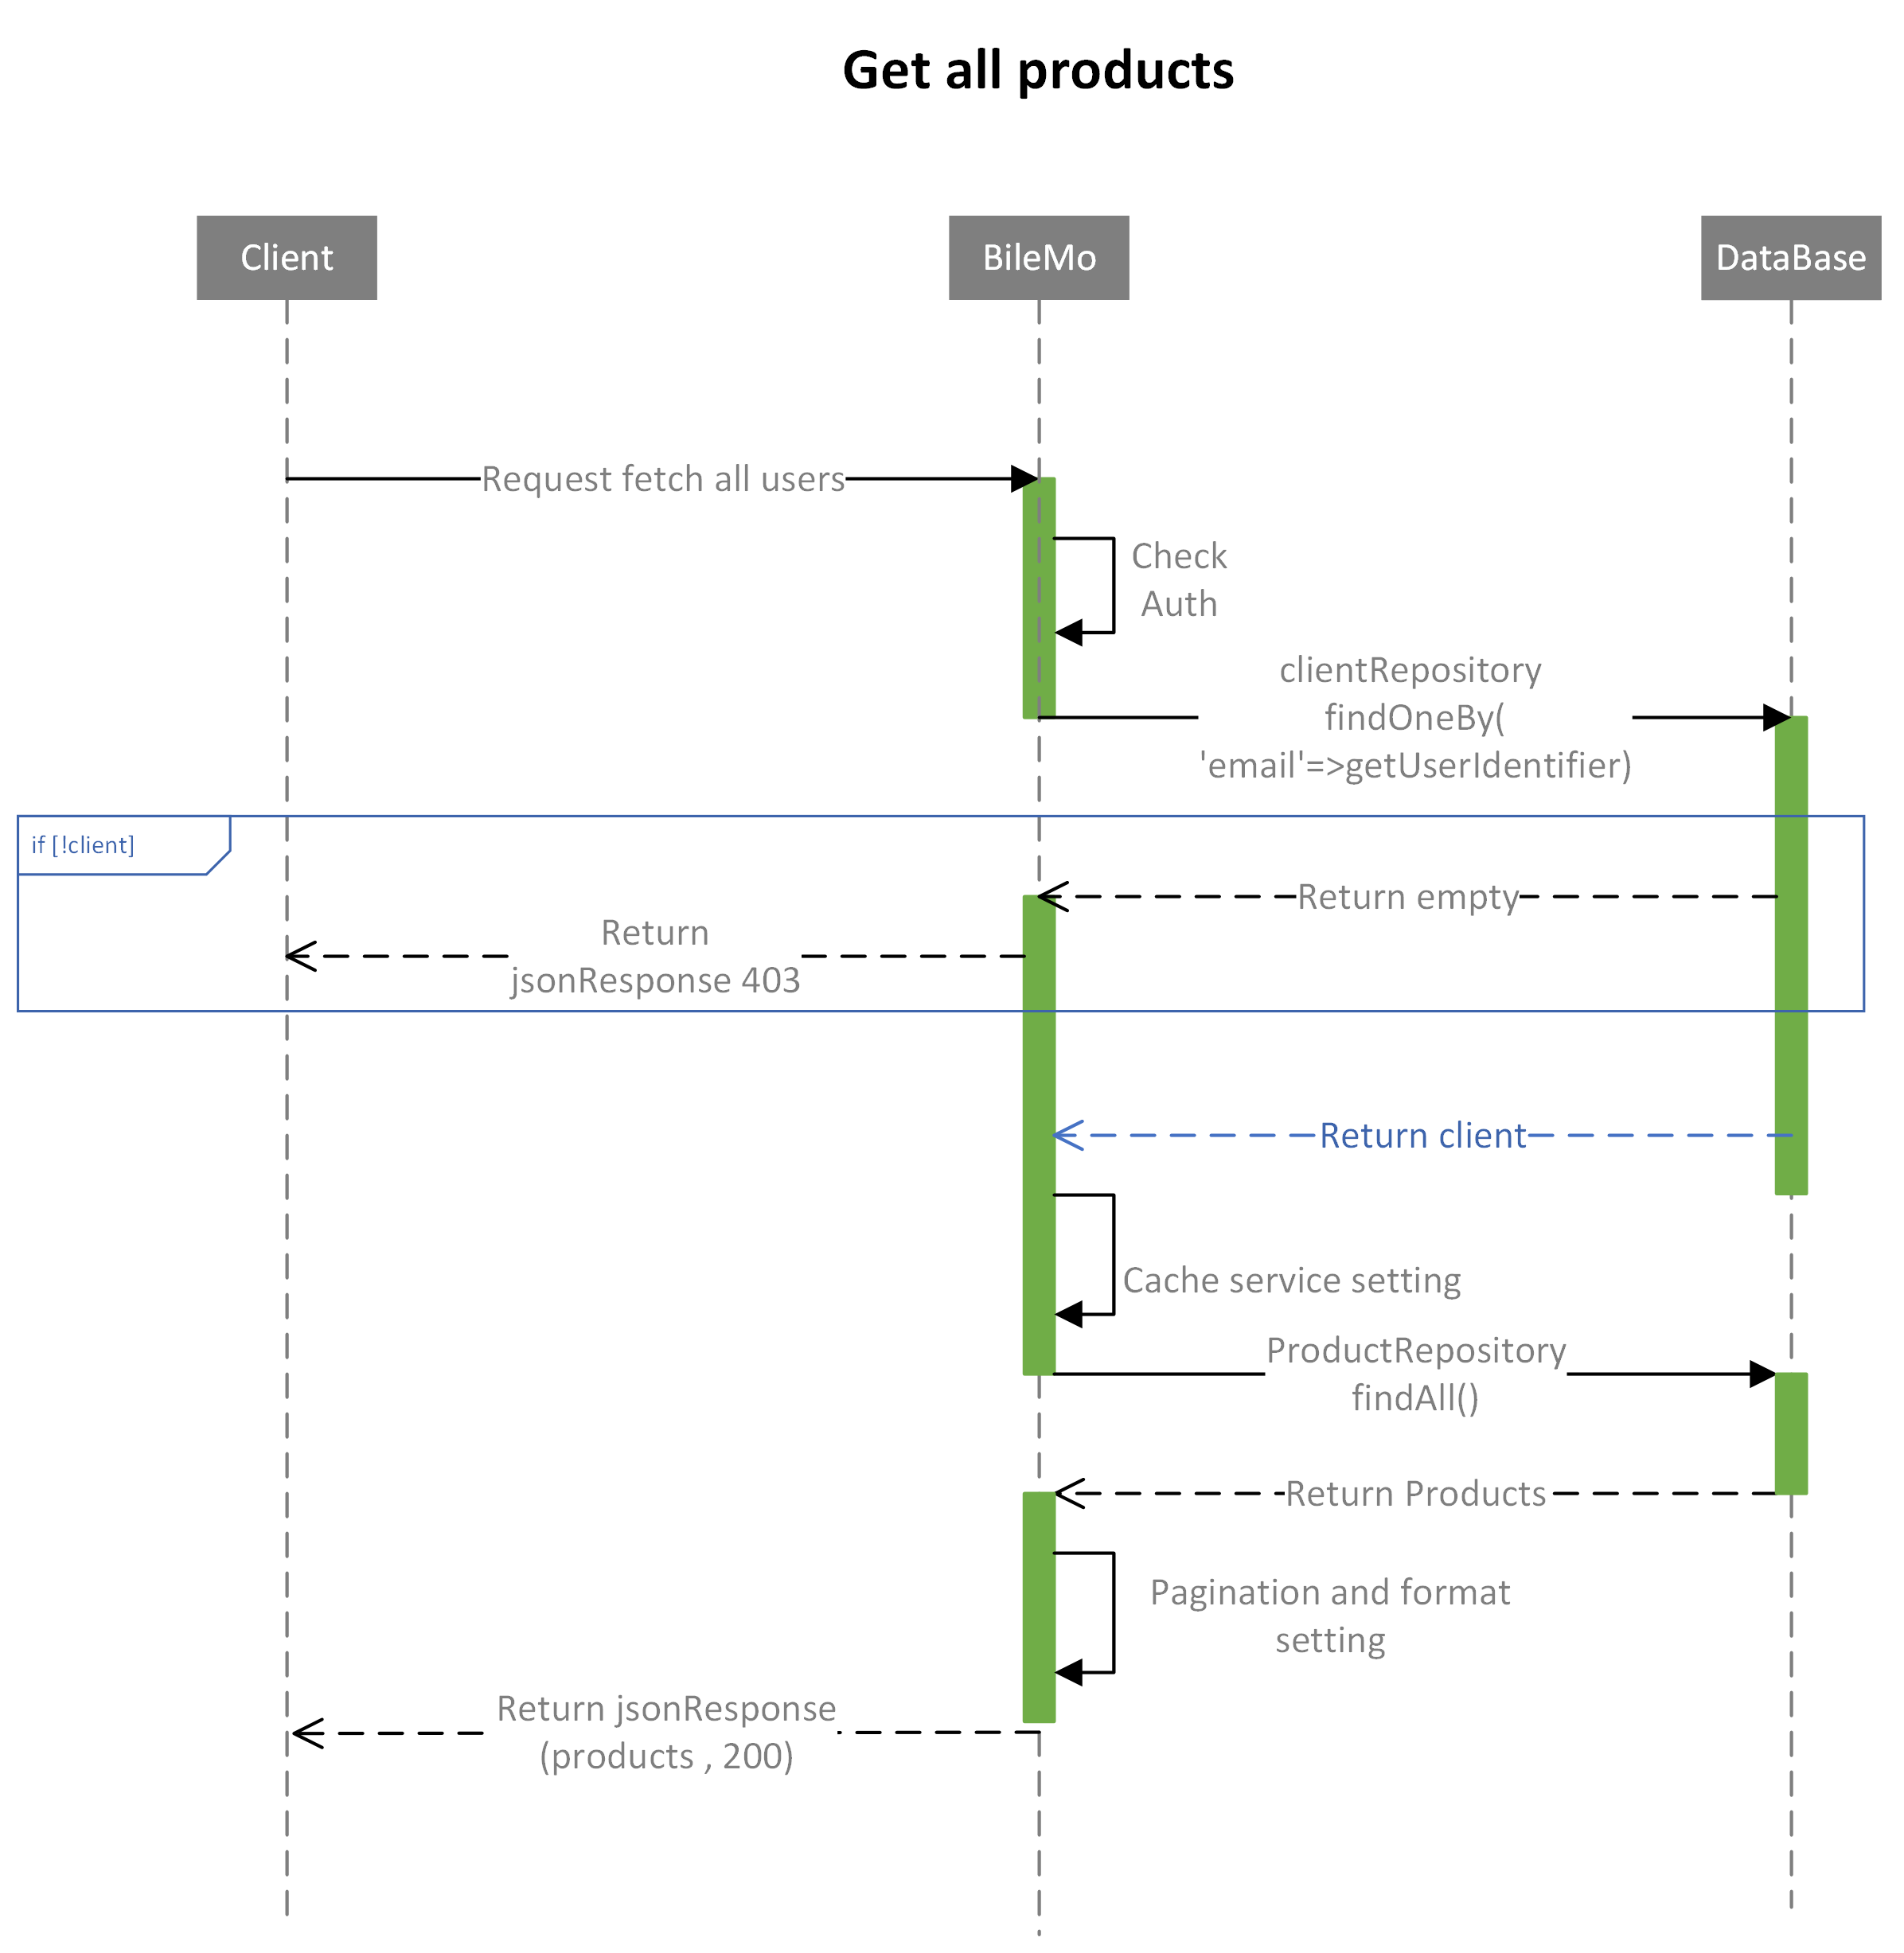 Get all products
Client
BileMo
DataBase
Request fetch all users
Check
Auth
clientRepository
findOneBy(
'email'=>getUserIdentifier)
if [!client]
Return empty
Return
jsonResponse 403
Return client
Cache service setting
ProductRepository
findAll()
Return Products
Pagination and format
setting
Return jsonResponse
(products , 200)